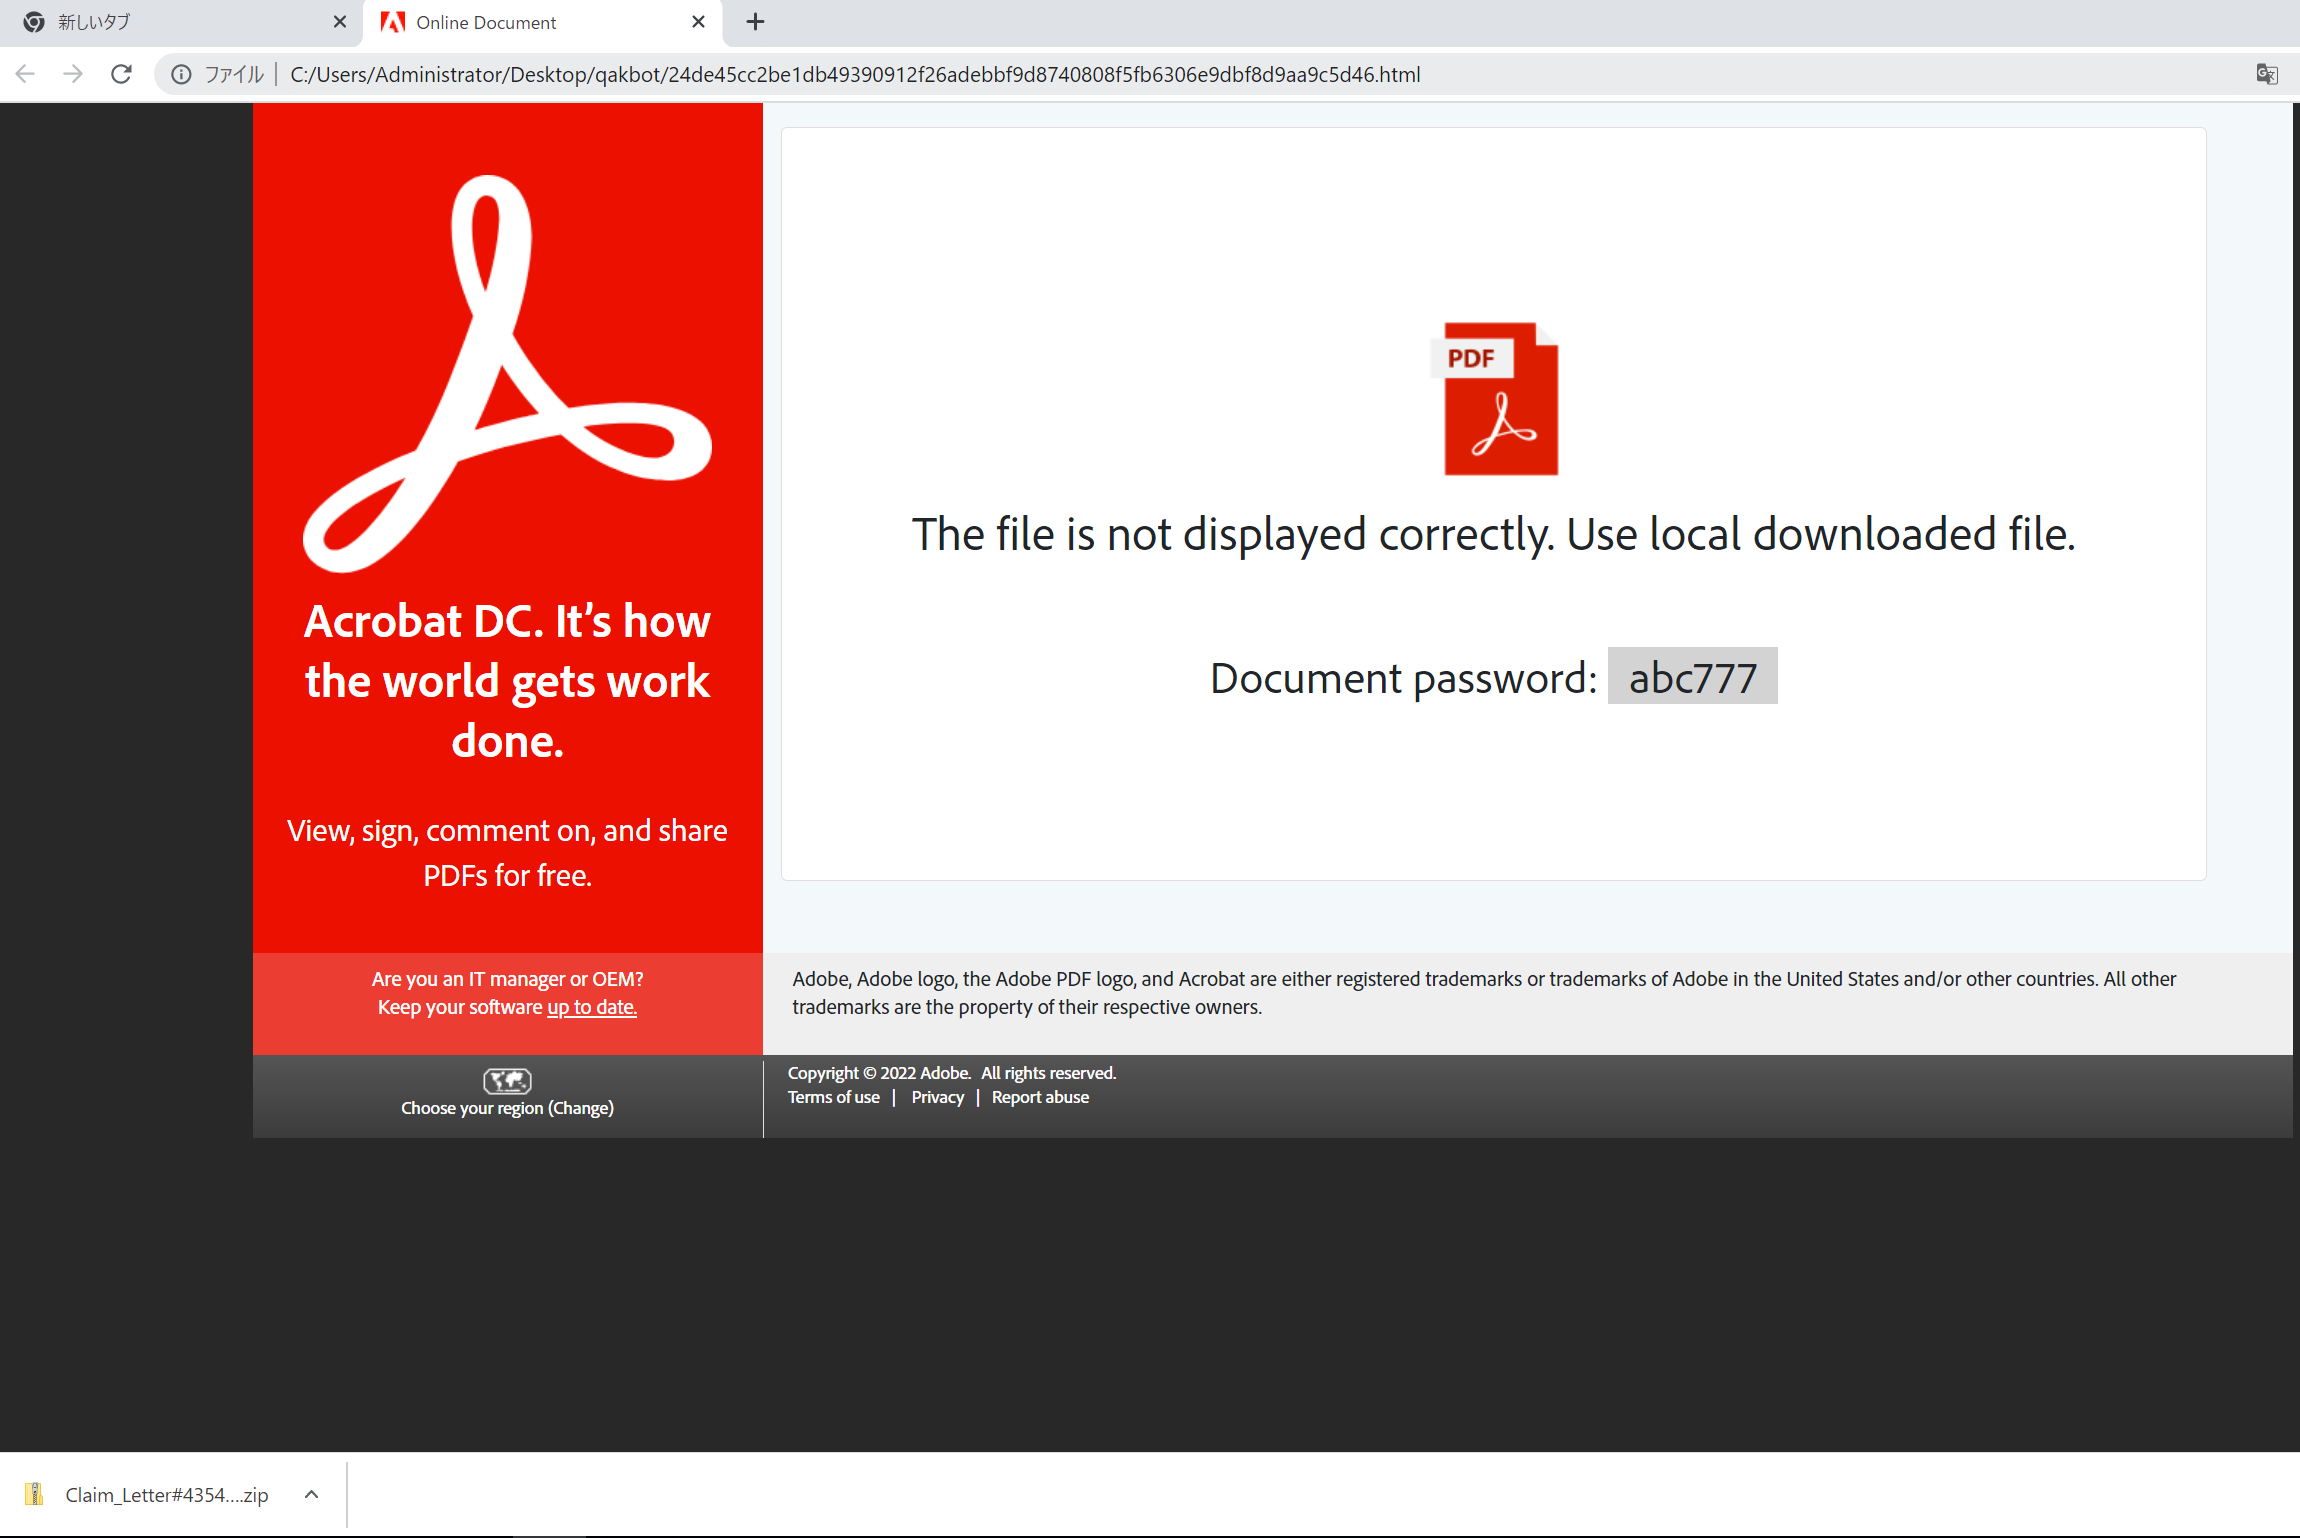 新しいタブ
Online Document
ファイル
C:/Users/Administrator/Desktop/qakbot/24de45cc2be1db49390912f26adebbf9d8740808f5fb6306e9dbf8d9aa9c5d46.html
Acrobat DC. It’s how
the world gets work
done.
View, sign, comment on, and share
PDFs for free.
PDF
The file is not displayed correctly. Use local downloaded file.
Document password: abc777
Are you an IT manager or OEM?
Keep your software up to date.
Adobe, Adobe logo, the Adobe PDF logo, and Acrobat are either registered trademarks or trademarks of Adobe in the United States and/or other countries. All other
trademarks are the property of their respective owners.
Choose your region (Change)
Copyright © 2022 Adobe. All rights reserved.
Terms of use | Privacy | Report abuse
Claim_Letter#4354....zip